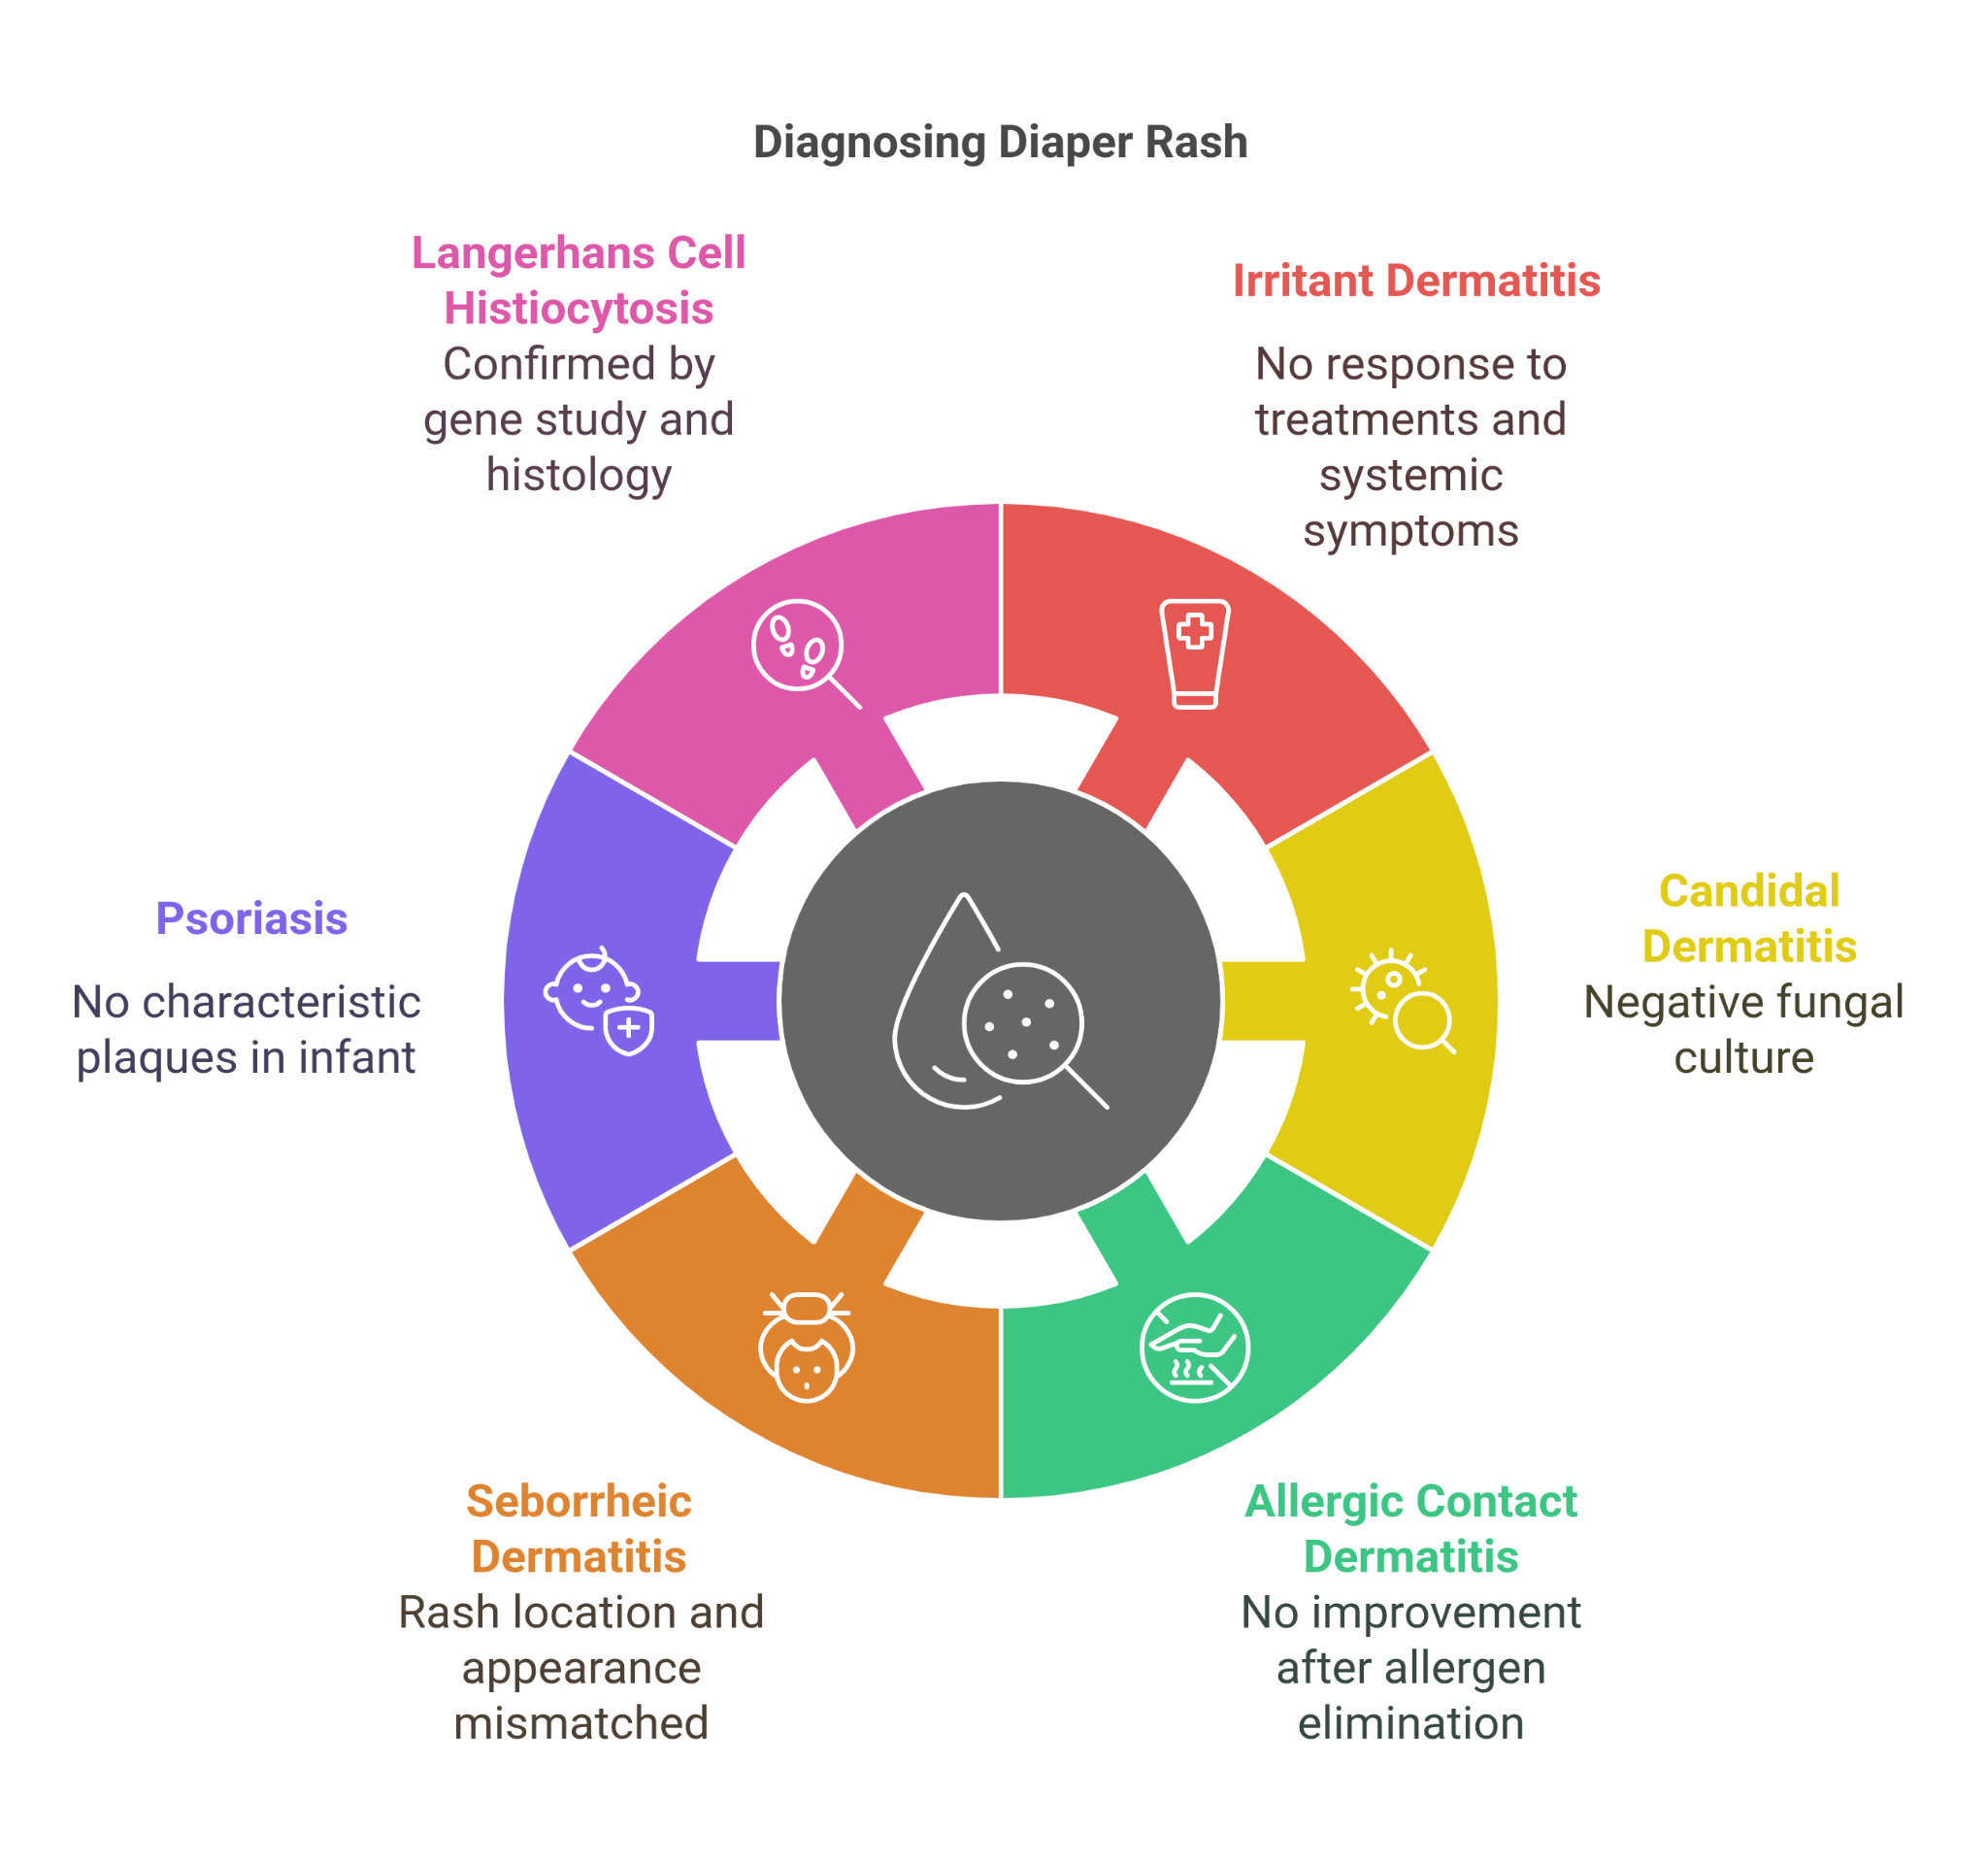 Diagnosing Diaper Rash
Langerhans Cell
Histiocytosis
Confirmed by
gene study and
histology
Irritant Dermatitis
No response to
treatments and
systemic
symptoms
Psoriasis
No characteristic
plaques in infant
Candidal
Dermatitis
Negative fungal
culture
Seborrheic
Dermatitis
Rash location and
appearance
mismatched
Allergic Contact
Dermatitis
No improvement
after allergen
elimination